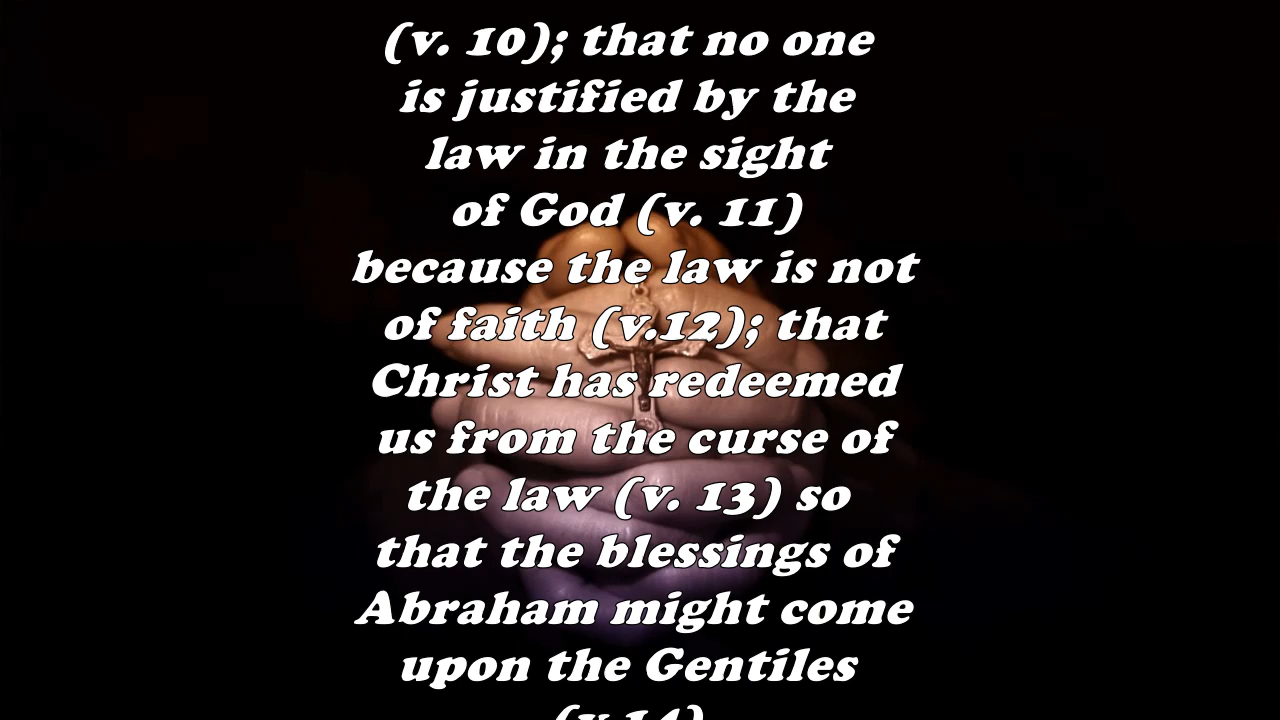 (v. 10); that no one
is justified by the
law in the sight
of God (v. 11)
because the law is not
of faith (v.12); that
Christ has redeemed
us from the curse of
the law (v. 13) so
that the blessings of
Abraham might come
upon the Gentiles
(v.14)